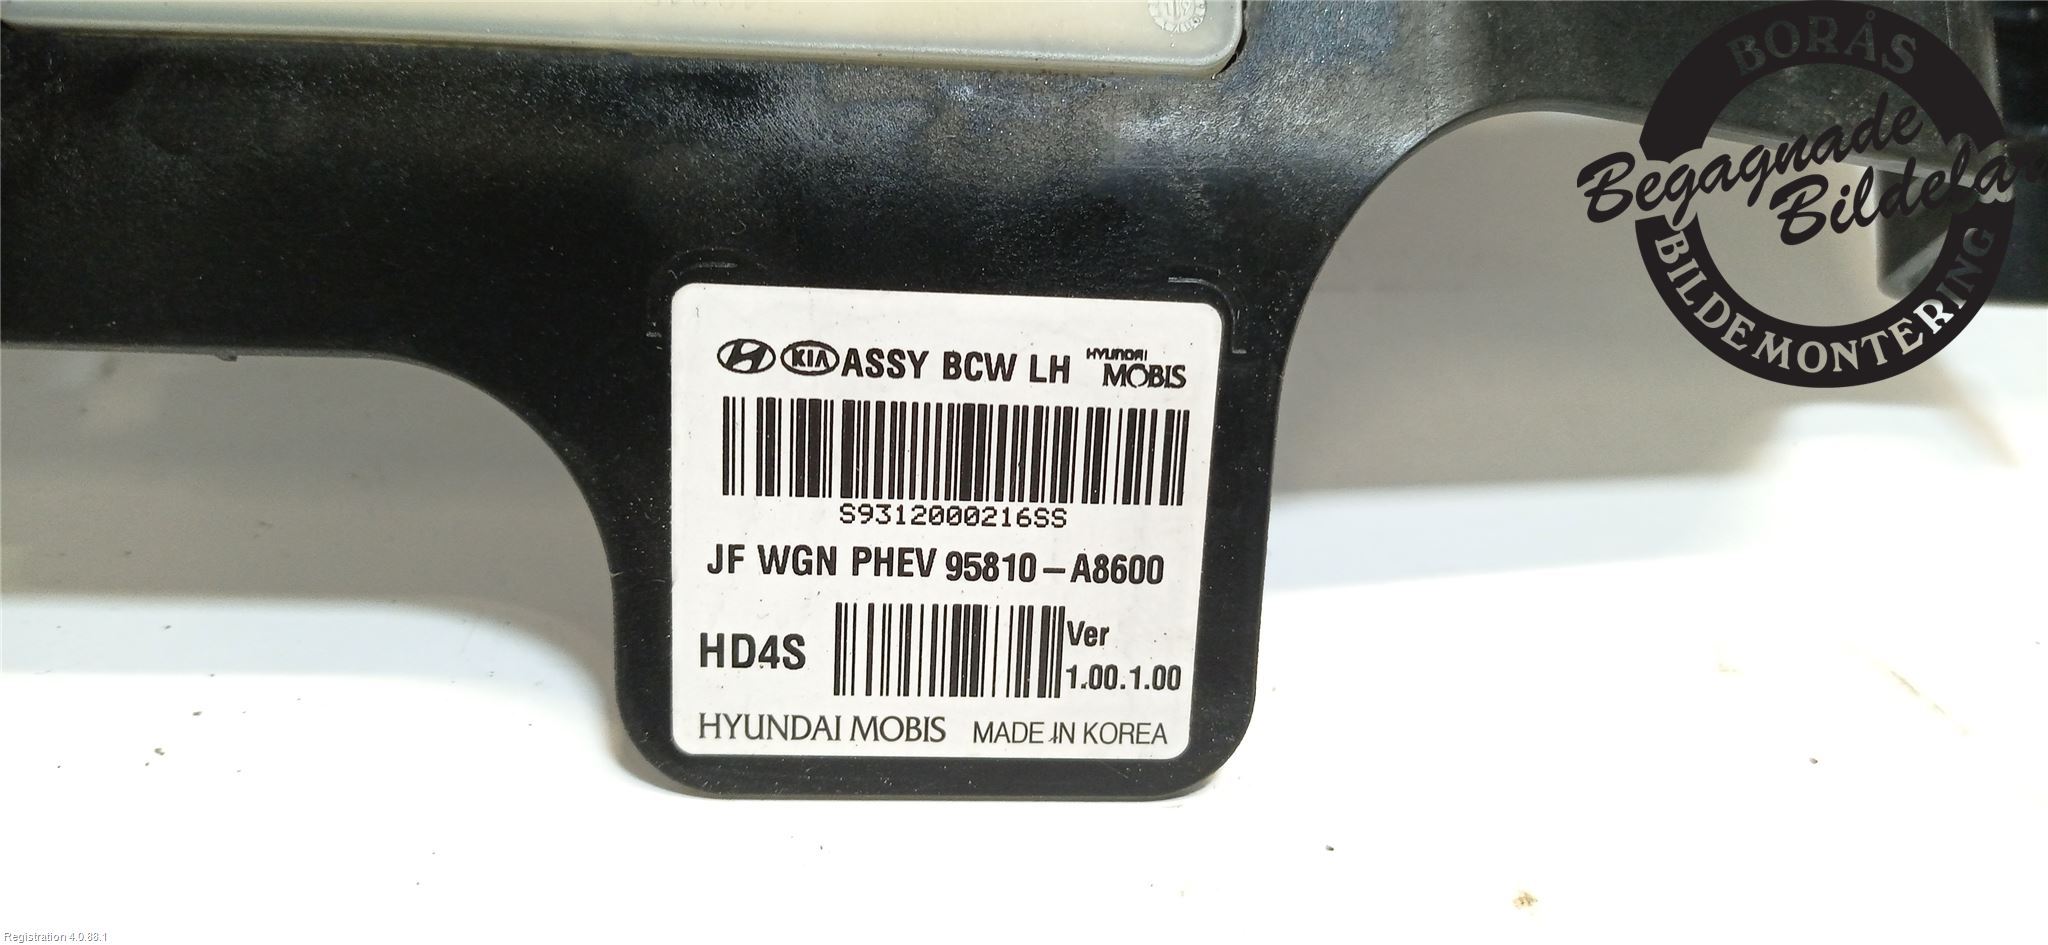 BORÅS
Begagnade
Bildelar
BILDEMONTERING
KIA ASSY BCW LH HYUNDAI MOBIS
S9312000216SS
JF WGN PHEV 95810-A8600
HD4S
Ver
1.00.1.00
HYUNDAI MOBIS MADE IN KOREA
Registration 4.0.88.1